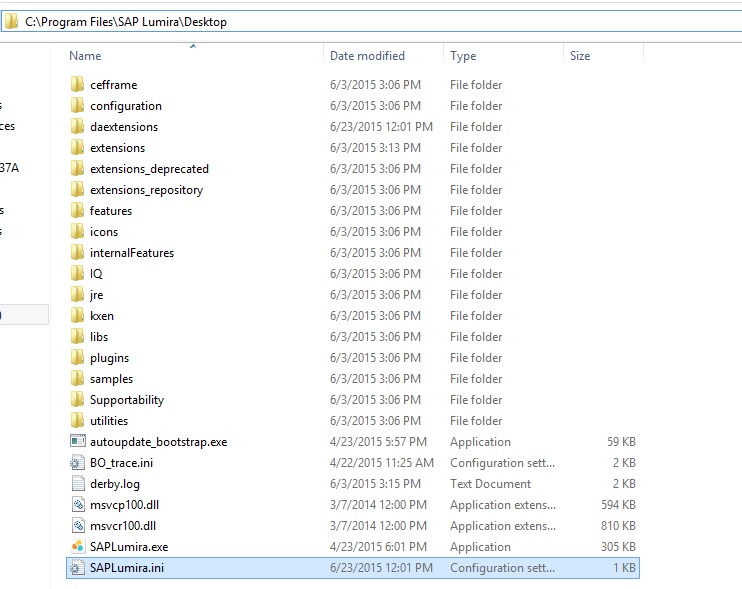 C:\Program Files\SAP Lumira\Desktop
Name Date modified Type Size
cefframe 6/3/2015 3:06 PM File folder
configuration 6/3/2015 3:06 PM File folder
daextensions 6/23/2015 12:01 PM File folder
extensions 6/3/2015 3:13 PM File folder
extensions_deprecated 6/3/2015 3:06 PM File folder
extensions_repository 6/3/2015 3:06 PM File folder
features 6/3/2015 3:06 PM File folder
icons 6/3/2015 3:06 PM File folder
internalFeatures 6/3/2015 3:06 PM File folder
IQ 6/3/2015 3:06 PM File folder
jre 6/3/2015 3:06 PM File folder
kxen 6/3/2015 3:06 PM File folder
libs 6/3/2015 3:06 PM File folder
plugins 6/3/2015 3:06 PM File folder
samples 6/3/2015 3:06 PM File folder
Supportability 6/3/2015 3:06 PM File folder
utilities 6/3/2015 3:06 PM File folder
autoupdate_bootstrap.exe 4/23/2015 5:57 PM Application 59 KB
BO_trace.ini 4/22/2015 11:25 AM Configuration sett... 2 KB
derby.log 6/3/2015 3:15 PM Text Document 2 KB
msvcp100.dll 3/7/2014 12:00 PM Application extens... 594 KB
msvcr100.dll 3/7/2014 12:00 PM Application extens... 810 KB
SAPLumira.exe 4/23/2015 6:01 PM Application 305 KB
SAPLumira.ini 6/23/2015 12:01 PM Configuration sett... 1 KB